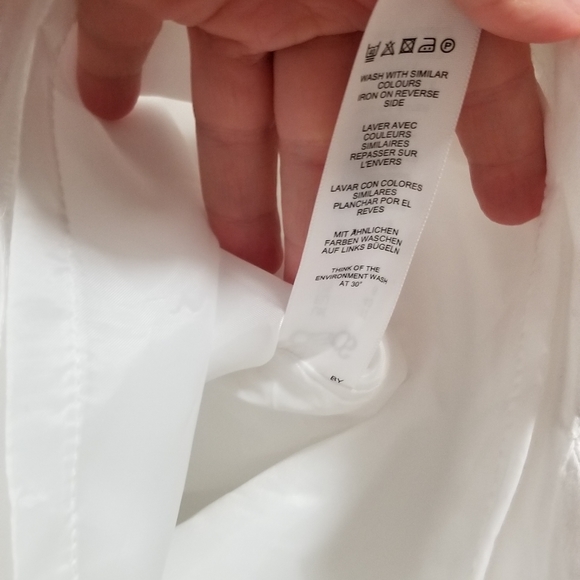 WASH WITH SIMILAR
COLOURS
IRON ON REVERSE
SIDE
LAVER AVEC
COULEURS
SIMILAIRES
REPASSER SUR
L'ENVERS
LAVAR CON COLORES
SIMILARES
PLANCHAR POR EL
REVES
MIT ÄHNLICHEN
FARBEN WASCHEN
AUF LINKS BÜGELN
THINK OF THE
ENVIRONMENT WASH
AT 30°
BY